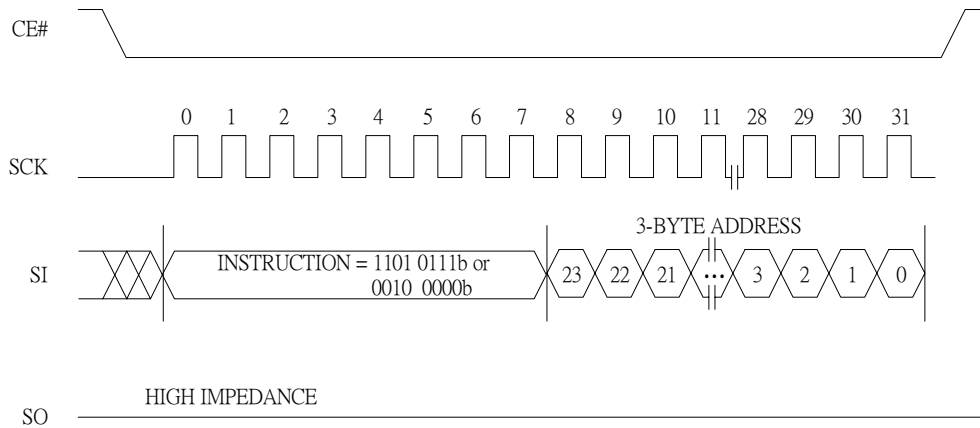 CE#
0 1 2 3 4 5 6 7 8 9 10 11 28 29 30 31
SCK
3-BYTE ADDRESS
SI
INSTRUCTION = 1101 0111b or
0010 0000b
23 22 21 ... 3 2 1 0
HIGH IMPEDANCE
SO